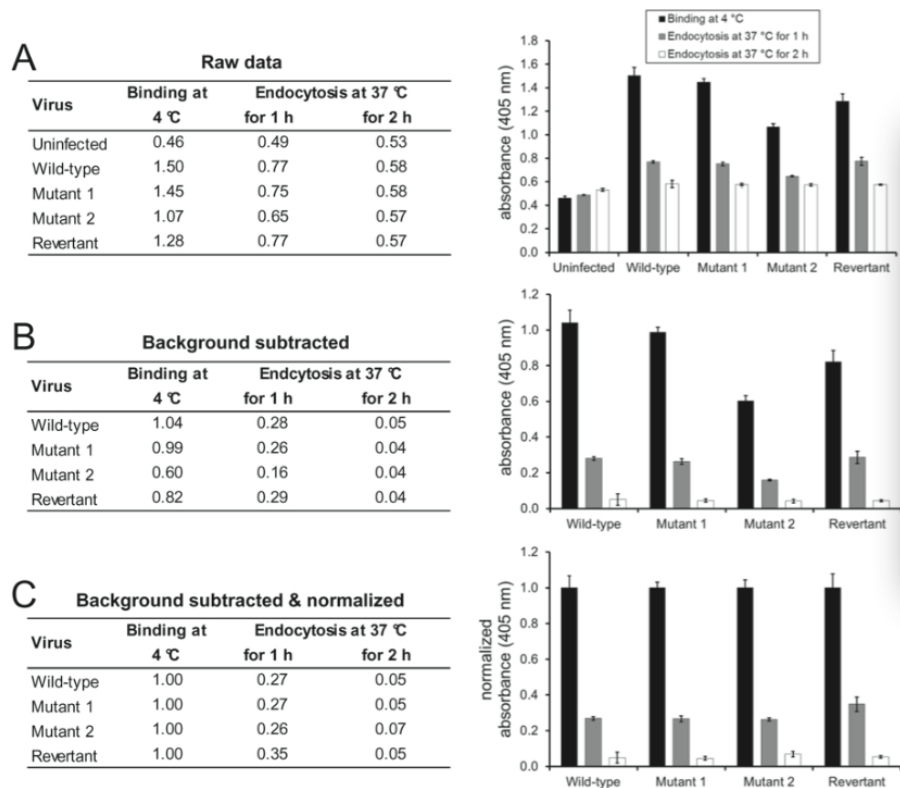 A
Raw data
Virus Binding at 4 ℃ Endocytosis at 37 ℃
for 1 h for 2 h
Uninfected 0.46 0.49 0.53
Wild-type 1.50 0.77 0.58
Mutant 1 1.45 0.75 0.58
Mutant 2 1.07 0.65 0.57
Revertant 1.28 0.77 0.57
Binding at 4 °C
Endocytosis at 37 °C for 1 h
Endocytosis at 37 °C for 2 h
absorbance (405 nm)
1.8
1.6
1.4
1.2
1.0
0.8
0.6
0.4
0.2
0.0
Uninfected Wild-type Mutant 1 Mutant 2 Revertant
B
Background subtracted
Virus Binding at 4 ℃ Endcytosis at 37 ℃
for 1 h for 2 h
Wild-type 1.04 0.28 0.05
Mutant 1 0.99 0.26 0.04
Mutant 2 0.60 0.16 0.04
Revertant 0.82 0.29 0.04
absorbance (405 nm)
1.2
1.0
0.8
0.6
0.4
0.2
0.0
Wild-type Mutant 1 Mutant 2 Revertant
C
Background subtracted & normalized
Virus Binding at 4 ℃ Endocytosis at 37 ℃
for 1 h for 2 h
Wild-type 1.00 0.27 0.05
Mutant 1 1.00 0.27 0.05
Mutant 2 1.00 0.26 0.07
Revertant 1.00 0.35 0.05
normalized
absorbance (405 nm)
1.2
1.0
0.8
0.6
0.4
0.2
0.0
Wild-type Mutant 1 Mutant 2 Revertant